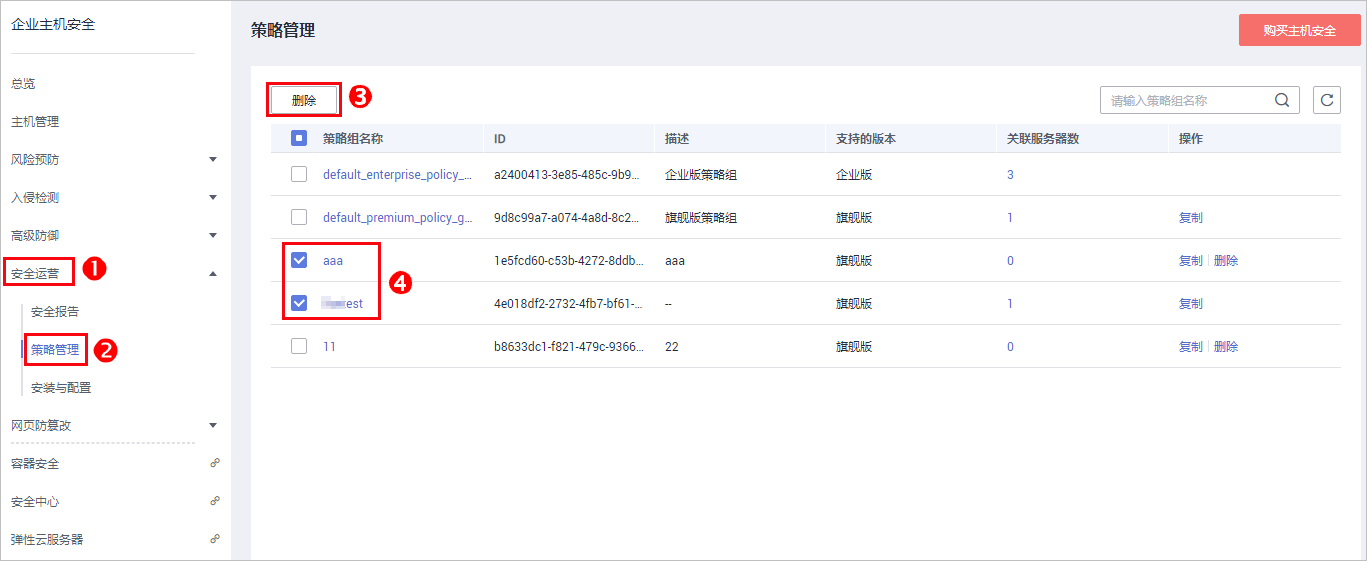 企业主机安全
总览
主机管理
风险预防
入侵检测
高级防御
安全运营 1
安全报告
策略管理 2
安装与配置
网页防篡改
容器安全
安全中心
弹性云服务器
策略管理 购买主机安全
删除 3 请输入策略组名称
策略组名称 ID 描述 支持的版本 关联服务器数 操作
default_enterprise_policy_... a2400413-3e85-485c-9b9... 企业版策略组 企业版 3
default_premium_policy_g... 9d8c99a7-a074-4a8d-8c2... 旗舰版策略组 旗舰版 1 复制
aaa 1e5fcd60-c53b-4272-8ddb... aaa 旗舰版 0 复制 | 删除
4
est 4e018df2-2732-4fb7-bf61-... -- 旗舰版 1 复制
11 b8633dc1-f821-479c-9366... 22 旗舰版 0 复制 | 删除